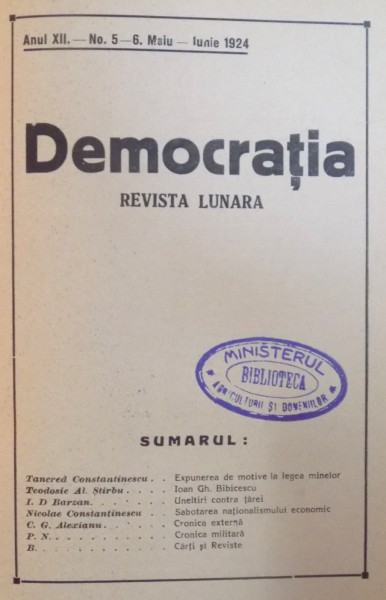 Anul XII. — No. 5—6. Maiu — Iunie 1924
Democrația
REVISTA LUNARA
MINISTERUL
BIBLIOTECA
AGRICULTURII ȘI DOMENIILOR
SUMARUL :
Tancred Constantinescu . . Expunerea de motive la legea minelor
Teodosie Al. Știrbu . . . . Ioan Gh. Bibicescu
I. D Barzan. . . . . . Uneltiri contra țărei
Nicolae Constantinescu . . Sabotarea naționalismului economic
C. G. Alexianu. . . . . . Cronica externă
P. N. . . . . . . . . . Cronica militară
B. . . . . . . . . . . Cărți și Reviste